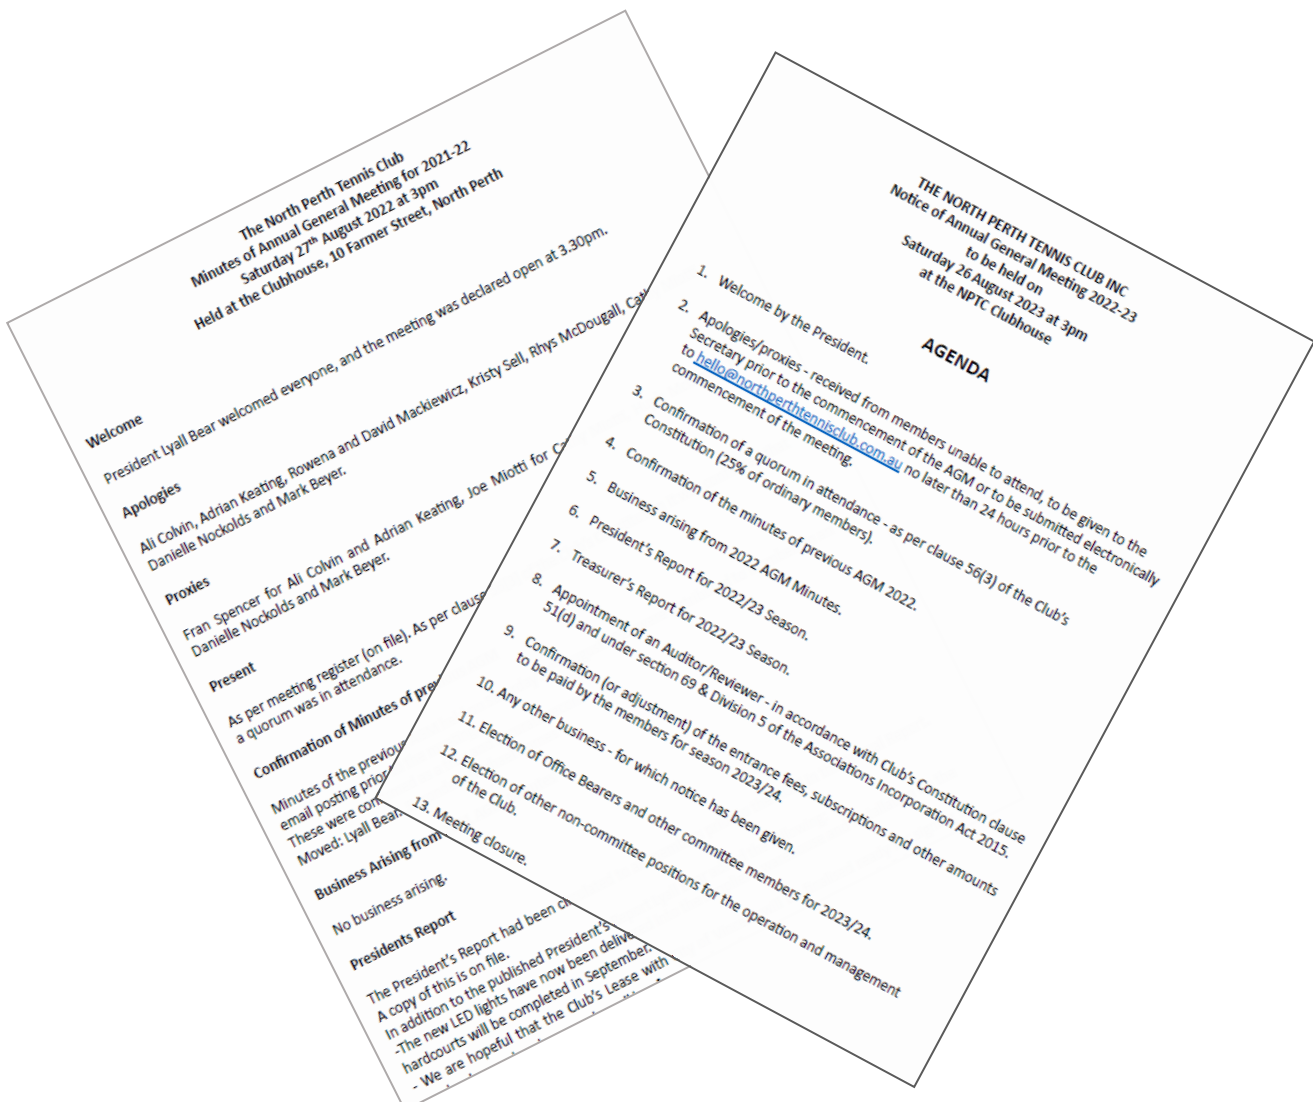 The North Perth Tennis Club
Minutes of Annual General Meeting for 2021-22
Saturday 27th August 2022 at 3pm
Held at the Clubhouse, 10 Farmer Street, North Perth
Welcome
President Lyall Bear welcomed everyone, and the meeting was declared open at 3.30pm.
Apologies
Ali Colvin, Adrian Keating, Rowena and David Mackiewicz, Kristy Sell, Rhys McDougall,
Danielle Nockolds and Mark Beyer.
Proxies
Fran Spencer for Ali Colvin and Adrian Keating, Joe Miotti for
Danielle Nockolds and Mark Beyer.
Present
As per meeting register (on file). As per clause
a quorum was in attendance.
Confirmation of Minutes of
Minutes of the previous
email posting prior
These were
Moved: Lyall Bear.
Business Arising from
No business arising.
Presidents Report
The President's Report had been
A copy of this is on file.
In addition to the published President's
-The new LED lights have now been
hardcourts will be completed in September.
- We are hopeful that the Club's Lease with
THE NORTH PERTH TENNIS CLUB INC
Notice of Annual General Meeting 2022-23
to be held on
Saturday 26 August 2023 at 3pm
at the NPTC Clubhouse
AGENDA
1. Welcome by the President.
2. Apologies/proxies - received from members unable to attend, to be given to the
Secretary prior to the commencement of the AGM or to be submitted electronically
to hello@northperthtennisclub.com.au no later than 24 hours prior to the
commencement of the meeting.
3. Confirmation of a quorum in attendance - as per clause 56(3) of the Club's
Constitution (25% of ordinary members).
4. Confirmation of the minutes of previous AGM 2022.
5. Business arising from 2022 AGM Minutes.
6. President's Report for 2022/23 Season.
7. Treasurer's Report for 2022/23 Season.
8. Appointment of an Auditor/Reviewer - in accordance with Club's Constitution clause
51(d) and under section 69 & Division 5 of the Associations Incorporation Act 2015.
9. Confirmation (or adjustment) of the entrance fees, subscriptions and other amounts
to be paid by the members for season 2023/24.
10. Any other business - for which notice has been given.
11. Election of Office Bearers and other committee members for 2023/24.
12. Election of other non-committee positions for the operation and management
of the Club.
13. Meeting closure.